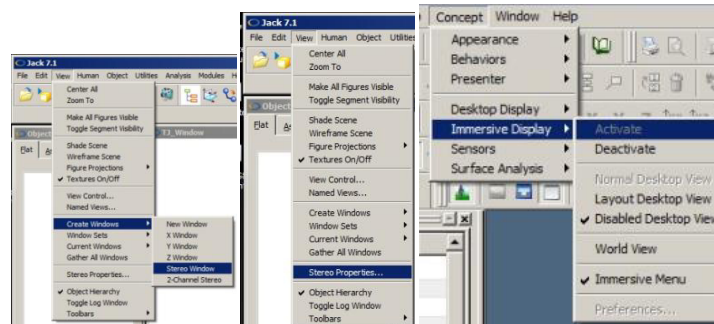 Jack 7.1
File Edit View Human Object Utilities Analysis Modules H
Center All
Zoom To
Make All Figures Visible
Toggle Segment Visibility
Object
T3_Window
Flat
Shade Scene
Wireframe Scene
Figure Projections
Textures On/Off
View Control...
Named Views...
Create Windows
Window Sets
Current Windows
Gather All Windows
Stereo Properties...
Object Hierarchy
Toggle Log Window
Toolbars
New Window
X Window
Y Window
Z Window
Stereo Window
2-Channel Stereo
Jack 7.1
File Edit View Human Object Utilities
Center All
Zoom To
Make All Figures Visible
Toggle Segment Visibility
Object
Flat
Shade Scene
Wireframe Scene
Figure Projections
Textures On/Off
View Control...
Named Views...
Create Windows
Window Sets
Current Windows
Gather All Windows
Stereo Properties...
Object Hierarchy
Toggle Log Window
Toolbars
Concept Window Help
Appearance
Behaviors
Presenter
Desktop Display
Immersive Display
Sensors
Surface Analysis
Activate
Deactivate
Normal Desktop View
Layout Desktop View
Disabled Desktop View
World View
Immersive Menu
Preferences...